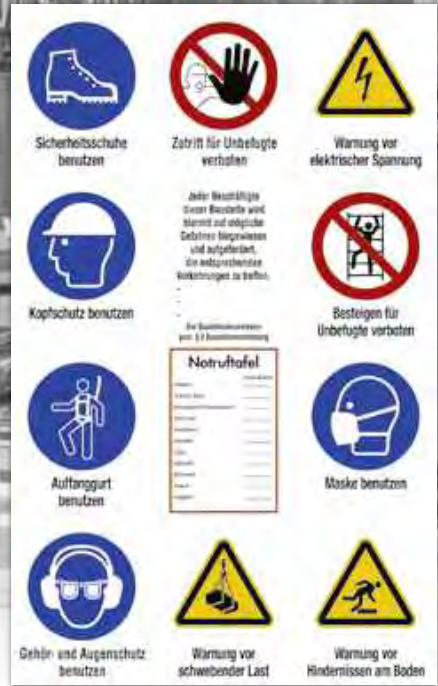 Sicherheitsschuhe
benutzen
Zutritt für Unbefugte
verboten
Warnung vor
elektrischer Spannung
Kopfschutz benutzen
Jeder Beschäftigte
dieser Baustelle wird
hiermit auf mögliche
Gefahren hingewiesen
und aufgefordert,
die entsprechenden
Vorkehrungen zu treffen.
Besteigen für
Unbefugte verboten
Notruftafel
Auffanggurt
benutzen
Maske benutzen
Gehör- und Augenschutz
benutzen
Warnung vor
schwebender Last
Warnung vor
Hindernissen am Boden